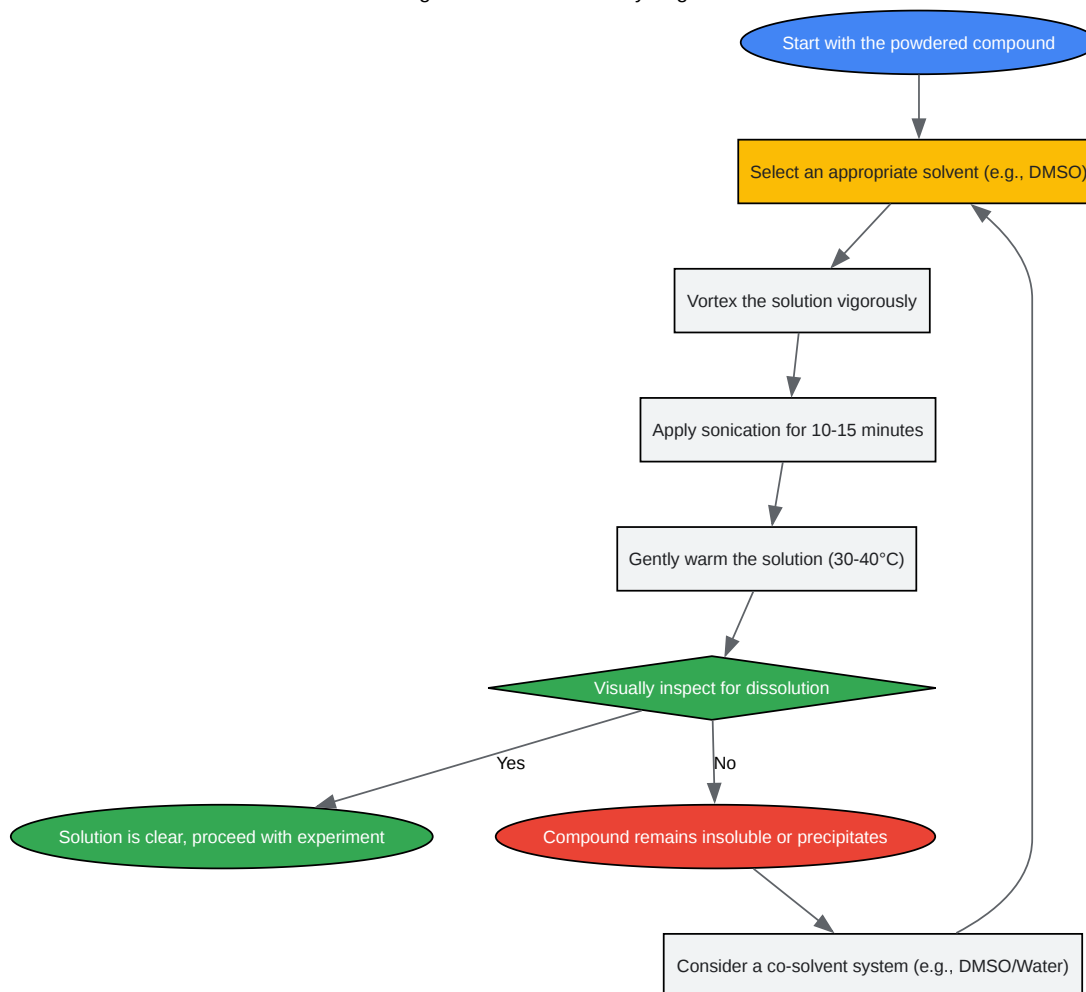 Start with the powdered compound
Select an appropriate solvent (e.g., DMSO)
Vortex the solution vigorously
Apply sonication for 10-15 minutes
Gently warm the solution (30-40°C)
Visually inspect for dissolution
Yes
No
Solution is clear, proceed with experiment
Compound remains insoluble or precipitates
Consider a co-solvent system (e.g., DMSO/Water)